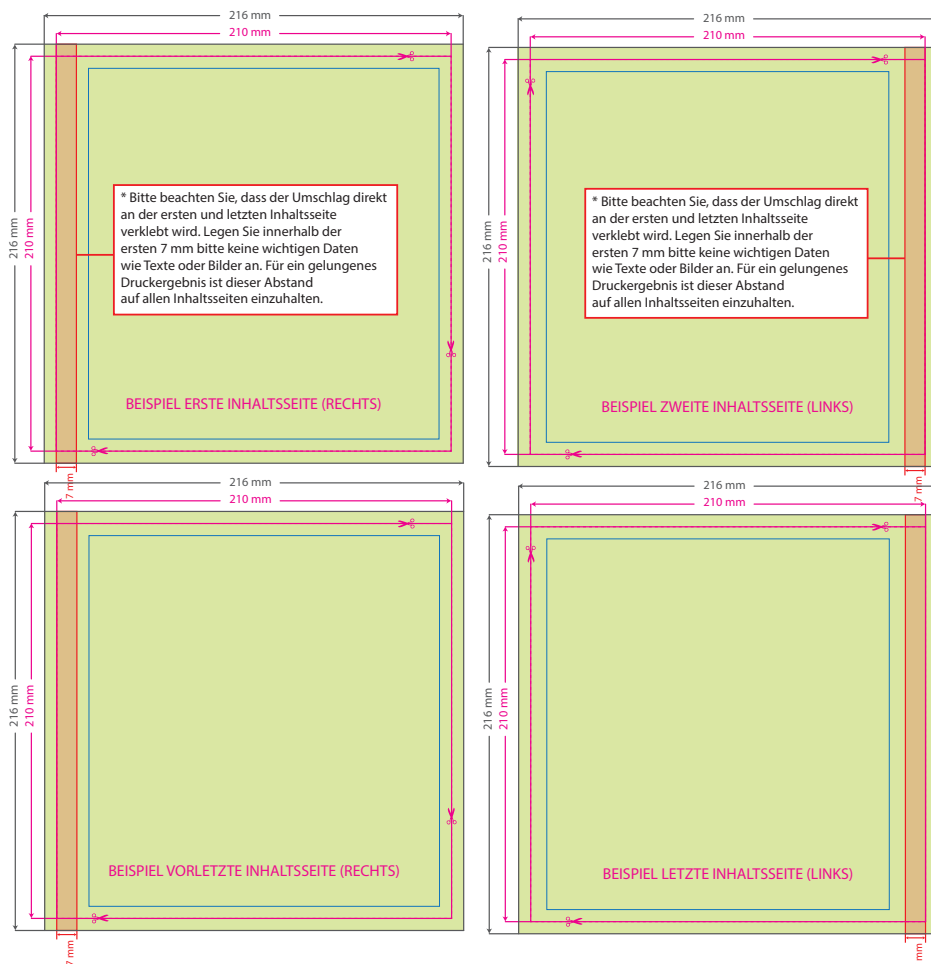 216 mm
210 mm
216 mm
210 mm
* Bitte beachten Sie, dass der Umschlag direkt
an der ersten und letzten Inhaltsseite
verklebt wird. Legen Sie innerhalb der
ersten 7 mm bitte keine wichtigen Daten
wie Texte oder Bilder an. Für ein gelungenes
Druckergebnis ist dieser Abstand
auf allen Inhaltsseiten einzuhalten.
BEISPIEL ERSTE INHALTSSEITE (RECHTS)
7 mm
216 mm
210 mm
216 mm
210 mm
* Bitte beachten Sie, dass der Umschlag direkt
an der ersten und letzten Inhaltsseite
verklebt wird. Legen Sie innerhalb der
ersten 7 mm bitte keine wichtigen Daten
wie Texte oder Bilder an. Für ein gelungenes
Druckergebnis ist dieser Abstand
auf allen Inhaltsseiten einzuhalten.
BEISPIEL ZWEITE INHALTSSEITE (LINKS)
7 mm
216 mm
210 mm
216 mm
210 mm
BEISPIEL VORLETZTE INHALTSSEITE (RECHTS)
7 mm
216 mm
210 mm
216 mm
210 mm
BEISPIEL LETZTE INHALTSSEITE (LINKS)
mm